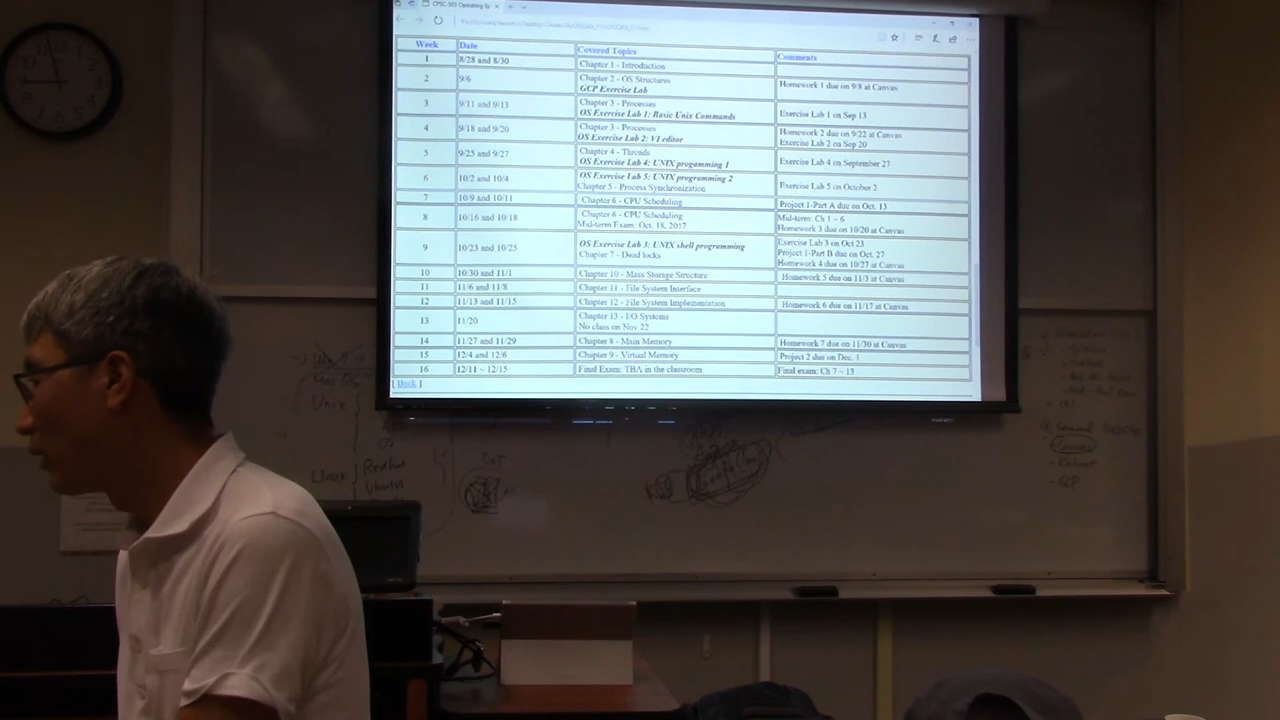 CPSC-503 Operating Sy
Week Date Covered Topics Comments
1 8/28 and 8/30 Chapter 1 - Introduction
2 9/6 Chapter 2 - OS Structures Homework 1 due on 9/8 at Canvas
GCP Exercise Lab
3 9/11 and 9/13 Chapter 3 - Processes Exercise Lab 1 on Sep 13
OS Exercise Lab 1: Basic Unix Commands
4 9/18 and 9/20 Chapter 3 - Processes Homework 2 due on 9/22 at Canvas
OS Exercise Lab 2: VI editor Exercise Lab 2 on Sep 20
5 9/25 and 9/27 Chapter 4 - Threads Exercise Lab 4 on September 27
OS Exercise Lab 4: UNIX progamming 1
6 10/2 and 10/4 OS Exercise Lab 5: UNIX programming 2 Exercise Lab 5 on October 2
Chapter 5 - Process Synchronization
7 10/9 and 10/11 Chapter 6 - CPU Scheduling Project 1-Part A due on Oct. 13
8 10/16 and 10/18 Chapter 6 - CPU Scheduling Mid-term: Ch 1 ~ 6
Mid-term Exam: Oct. 18, 2017 Homework 3 due on 10/20 at Canvas
9 10/23 and 10/25 OS Exercise Lab 3: UNIX shell programming Exercise Lab 3 on Oct 23
Chapter 7 - Dead locks Project 1-Part B due on Oct. 27
Homework 4 due on 10/27 at Canvas
10 10/30 and 11/1 Chapter 10 - Mass Storage Structure Homework 5 due on 11/3 at Canvas
11 11/6 and 11/8 Chapter 11 - File System Interface
12 11/13 and 11/15 Chapter 12 - File System Implementation Homework 6 due on 11/17 at Canvas
13 11/20 Chapter 13 - I/O Systems
No class on Nov 22
14 11/27 and 11/29 Chapter 8 - Main Memory Homework 7 due on 11/30 at Canvas
15 12/4 and 12/6 Chapter 9 - Virtual Memory Project 2 due on Dec. 1
16 12/11 ~ 12/15 Final Exam: TBA in the classroom Final exam: Ch 7 ~ 13
[ Back ]
Mac OS
Unix
Linux
Redhat
Ubuntu
IoT
Canvas
- GCP